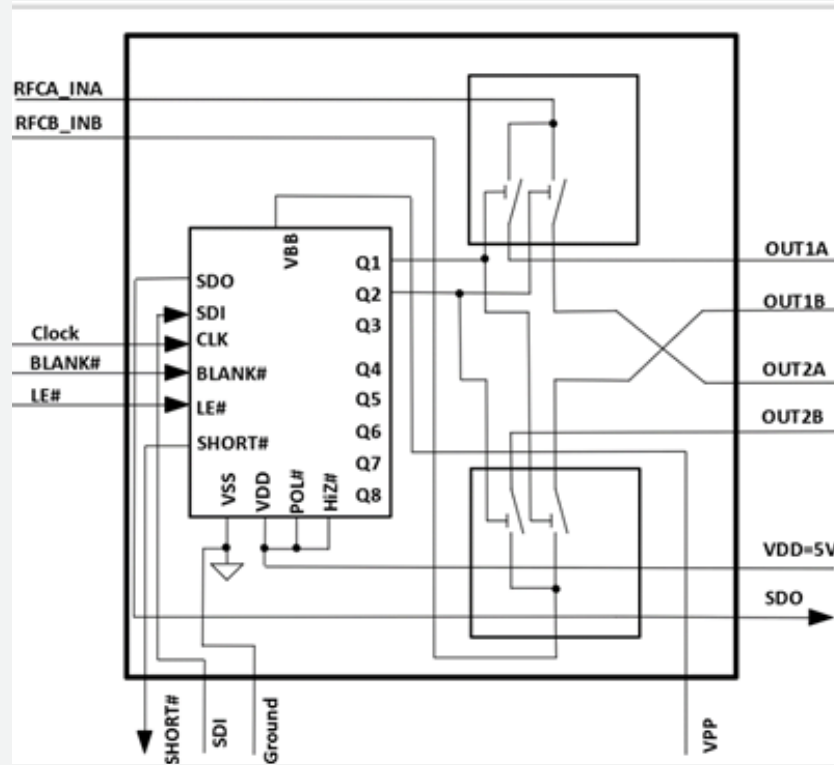 RFCA_INA
RFCB_INB
VBB
Q1
SDO
Q2
SDI
Q3
Clock
CLK
BLANK#
BLANK#
Q4
LE#
LE#
Q5
Q6
SHORT#
Q7
Q8
VSS
VDD
POL#
HiZ#
OUT1A
OUT1B
OUT2A
OUT2B
VDD=5V
SDO
SHORT#
SDI
Ground
VPP